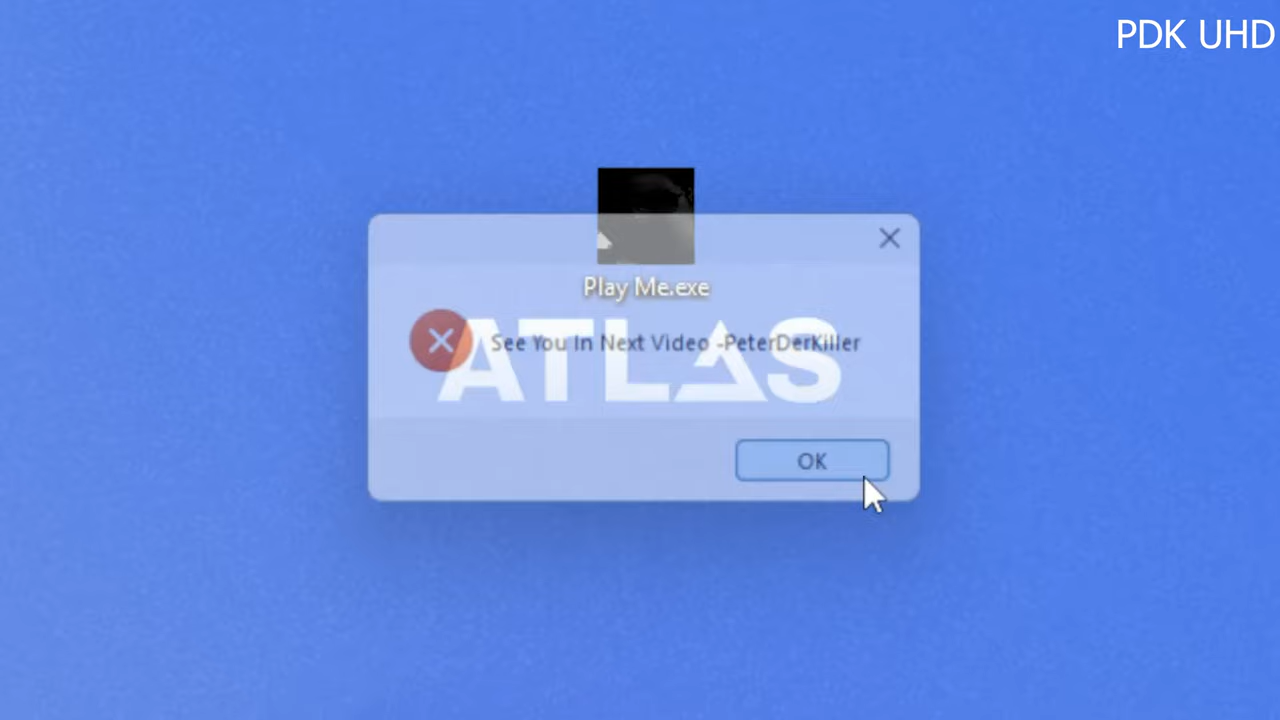 PDK UHD
Play Me.exe
See You In Next Video -PeterDerKiller
ATLAS
OK